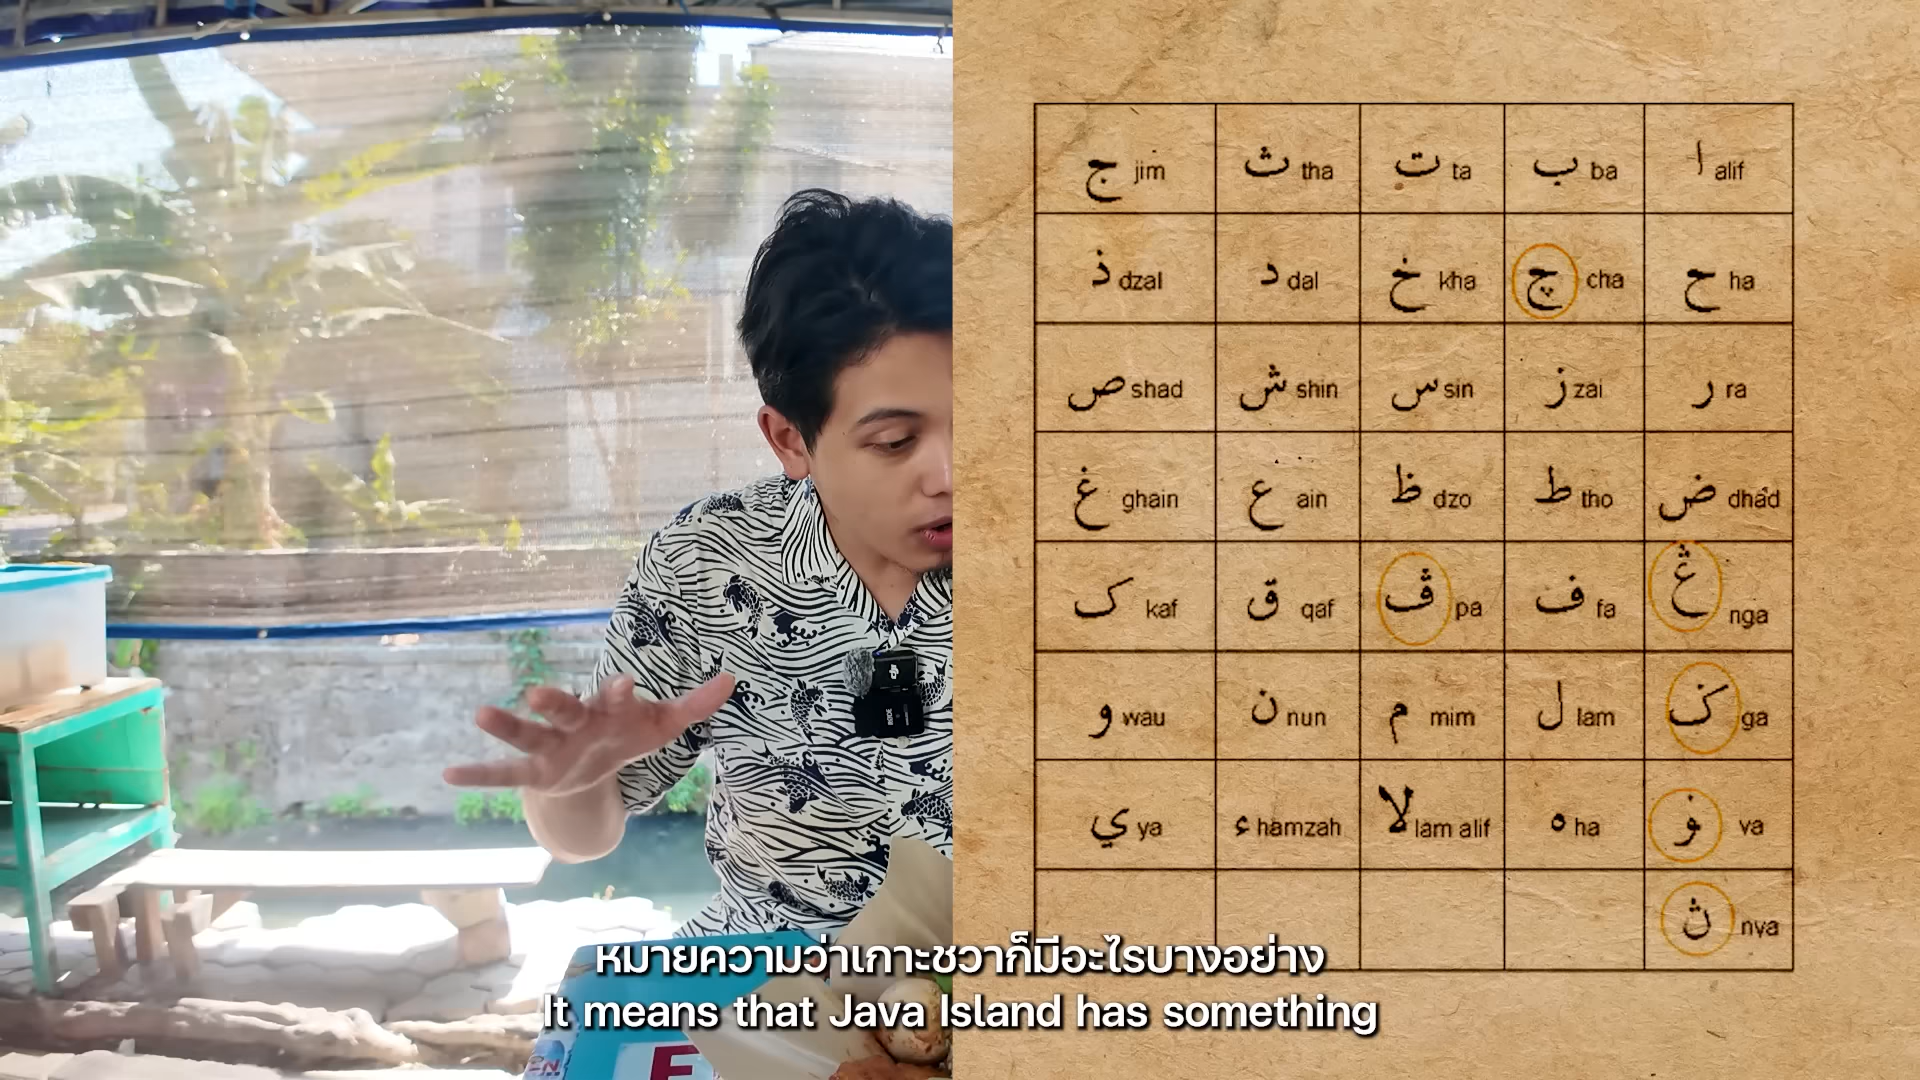 ا alif ب ba ت ta ث tha ج jim
ح ha چ cha خ kha د dal ذ dzal
ر ra ز zai س sin ش shin ص shad
ض dhad ط tho ظ dzo ع ain غ ghain
ڠ nga ف fa ڤ pa ق qaf ک kaf
ݢ ga ل lam م mim ن nun و wau
ۏ va ه ha لا lam alif ء hamzah ي ya
ڽ nya
dji
RODE
E
หมายความว่าเกาะชวาก็มีอะไรบางอย่าง
It means that Java Island has something